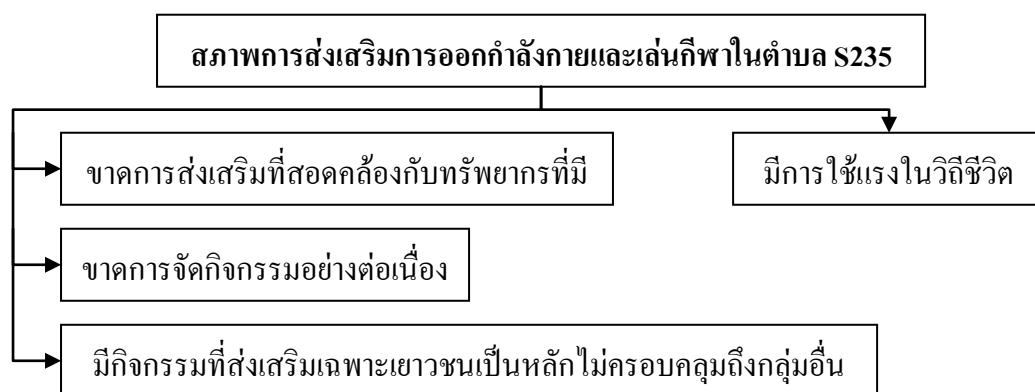 สภาพการส่งเสริมการออกกำลังกายและเล่นกีฬาในตำบล S235
ขาดการส่งเสริมที่สอดคล้องกับทรัพยากรที่มี
มีการใช้แรงในวิถีชีวิต
ขาดการจัดกิจกรรมอย่างต่อเนื่อง
มีกิจกรรมที่ส่งเสริมเฉพาะเยาวชนเป็นหลักไม่ครอบคลุมถึงกลุ่มอื่น